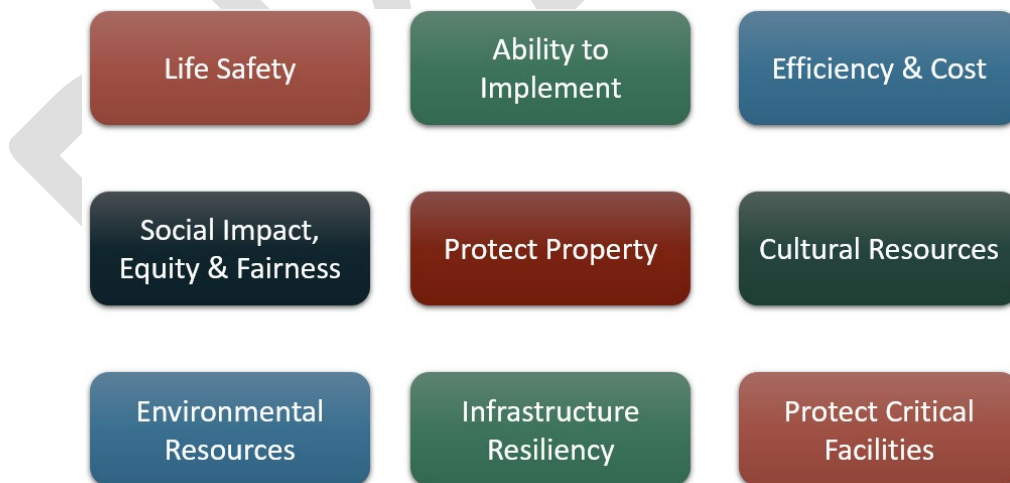 Life Safety
Ability to
Implement
Efficiency & Cost
Social Impact,
Equity & Fairness
Protect Property
Cultural Resources
Environmental
Resources
Infrastructure
Resiliency
Protect Critical
Facilities